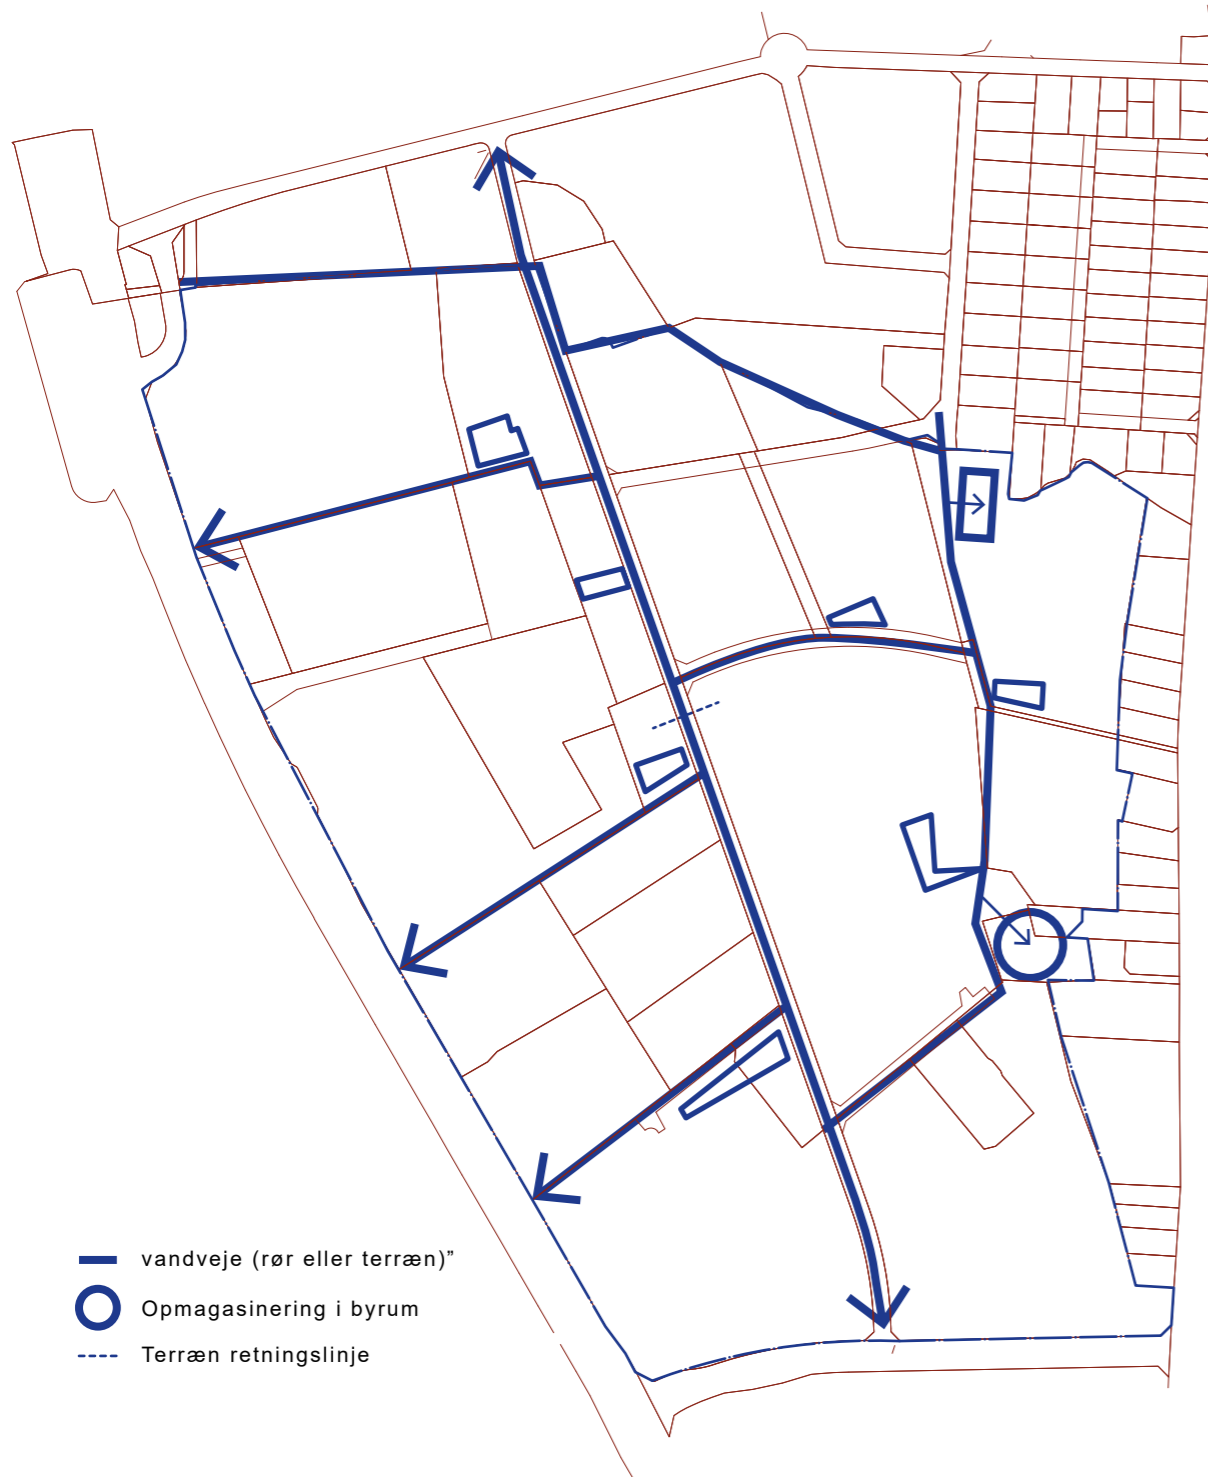 vandveje (rør eller terræn)”
Opmagasinering i byrum
Terræn retningslinje